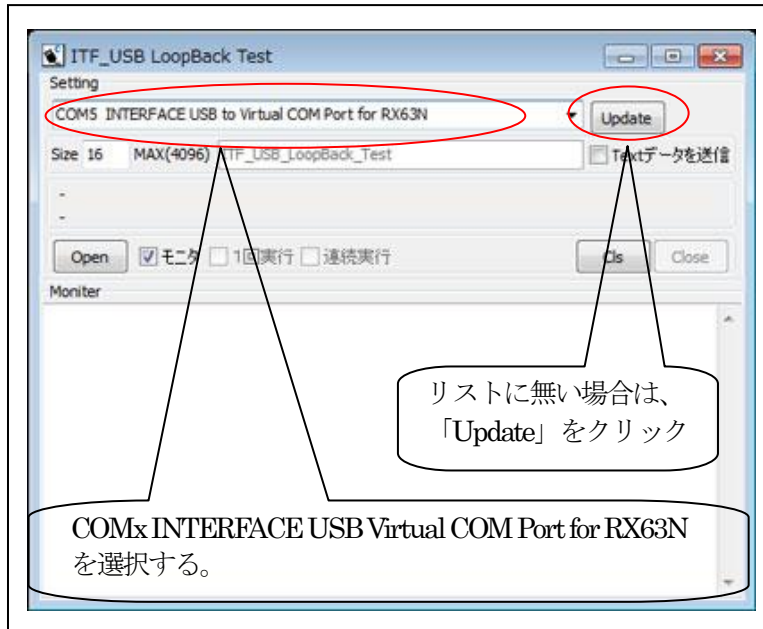 ITF_USB LoopBack Test
Setting
COM5 INTERFACE USB to Virtual COM Port for RX63N
Update
Size 16 MAX(4096) ITF_USB_LoopBack_Test Textデータを送信
-
-
Open モニタ 1回実行 連続実行 Cls Close
Moniter
リストに無い場合は、
「Update」をクリック
COMx INTERFACE USB Virtual COM Port for RX63N
を選択する。